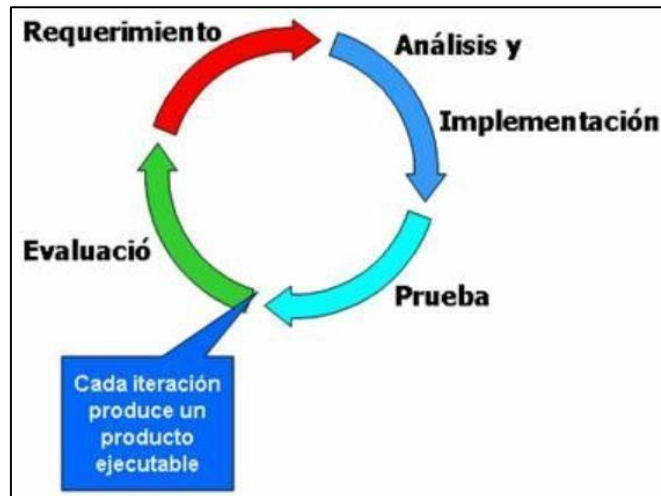 Requerimiento
Análisis y
Implementación
Evaluació
Prueba
Cada iteración
produce un
producto
ejecutable